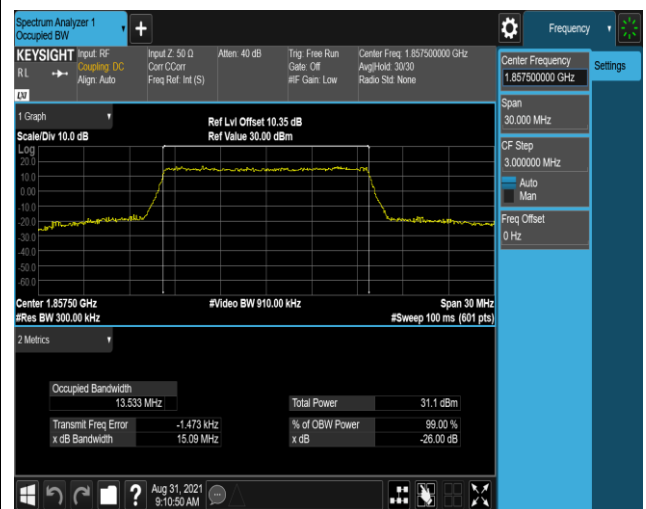 Spectrum Analyzer 1
Occupied BW
Frequency
KEYSIGHT
Input: RF
Coupling: DC
Align: Auto
Input Z: 50 Ω
Corr CCorr
Freq Ref: Int (S)
Atten: 40 dB
Trig: Free Run
Gate: Off
#IF Gain: Low
Center Freq: 1.857500000 GHz
Avg|Hold: 30/30
Radio Std: None
RL
LXI
Center Frequency
1.857500000 GHz
Settings
Span
30.000 MHz
CF Step
3.000000 MHz
Auto
Man
Freq Offset
0 Hz
1 Graph
Scale/Div 10.0 dB
Ref Lvl Offset 10.35 dB
Ref Value 30.00 dBm
Log
20.0
10.0
0.00
-10.0
-20.0
-30.0
-40.0
-50.0
-60.0
Center 1.85750 GHz
#Video BW 910.00 kHz
Span 30 MHz
#Res BW 300.00 kHz
#Sweep 100 ms (601 pts)
2 Metrics
Occupied Bandwidth
13.533 MHz
Total Power
31.1 dBm
Transmit Freq Error
-1.473 kHz
% of OBW Power
99.00 %
x dB Bandwidth
15.09 MHz
x dB
-26.00 dB
Aug 31, 2021
9:10:50 AM